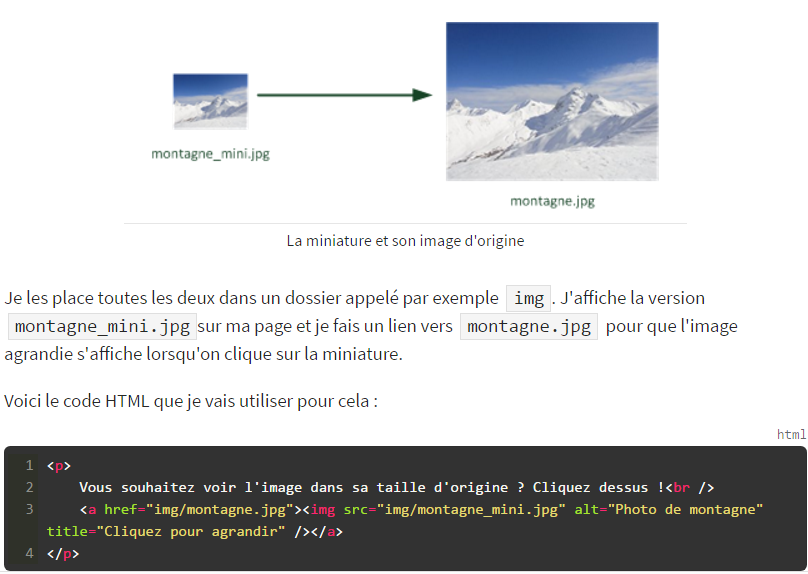 montagne_mini.jpg
montagne.jpg
La miniature et son image d'origine
Je les place toutes les deux dans un dossier appelé par exemple img. J'affiche la version
montagne_mini.jpg sur ma page et je fais un lien vers montagne.jpg pour que l'image
agrandie s'affiche lorsqu'on clique sur la miniature.
Voici le code HTML que je vais utiliser pour cela :
html
1 <p>
2 Vous souhaitez voir l'image dans sa taille d'origine ? Cliquez dessus !<br />
3 <a href="img/montagne.jpg"><img src="img/montagne_mini.jpg" alt="Photo de montagne"
title="Cliquez pour agrandir" /></a>
4 </p>